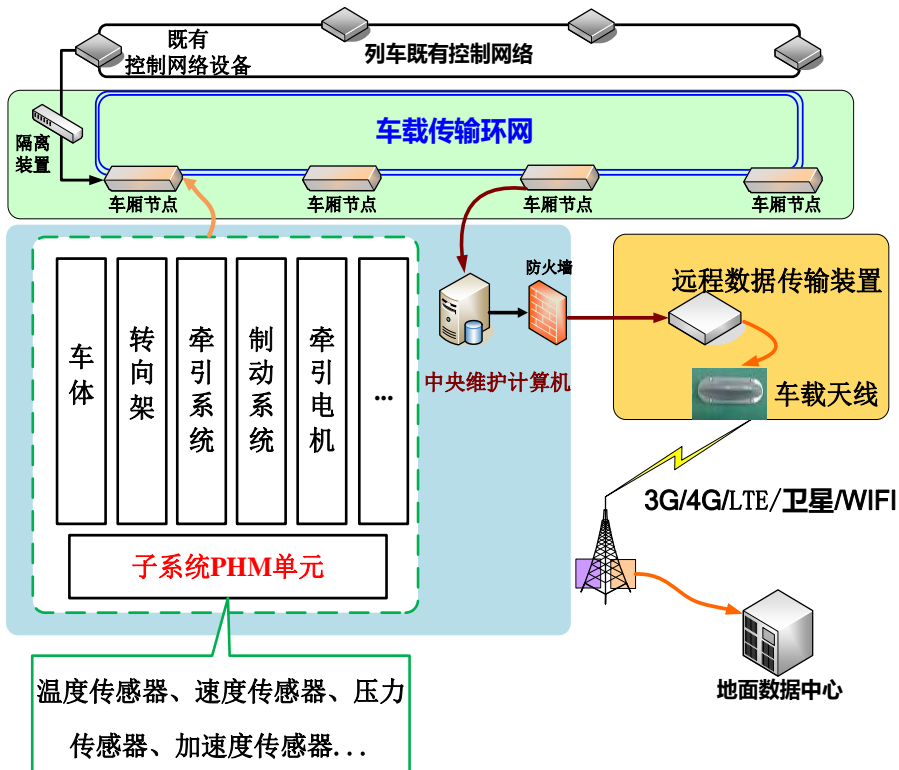 既有
控制网络设备
列车既有控制网络
隔离
装置
车载传输环网
车厢节点
车厢节点
车厢节点
车厢节点
车体
转向架
牵引系统
制动系统
牵引电机
...
子系统PHM单元
防火墙
中央维护计算机
远程数据传输装置
车载天线
3G/4G/LTE/卫星/WIFI
地面数据中心
温度传感器、速度传感器、压力
传感器、加速度传感器...